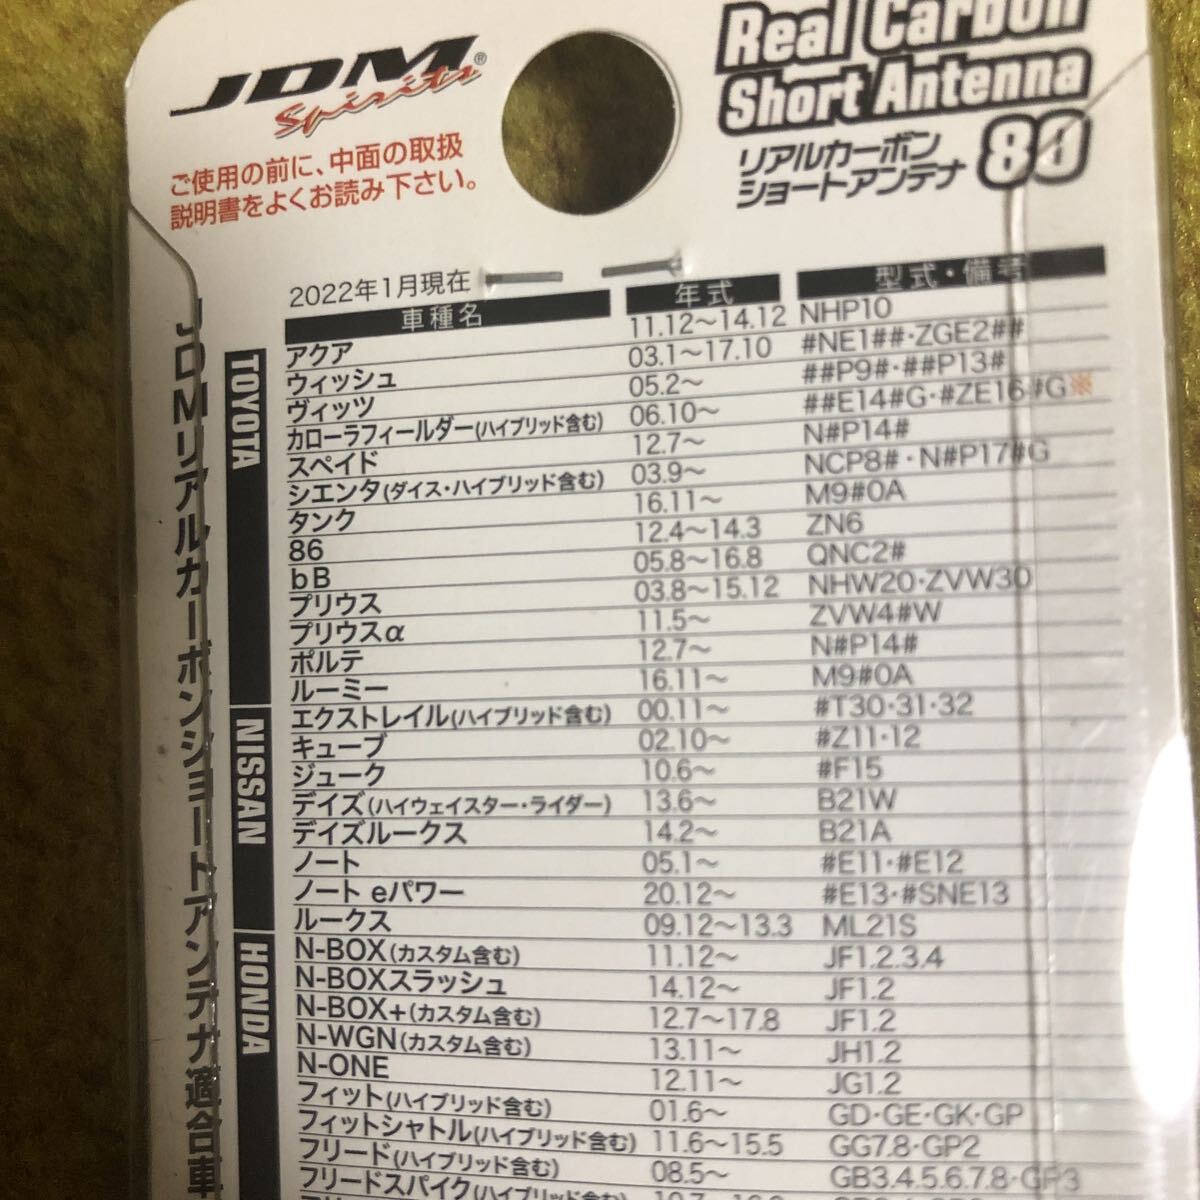 JDM Spirits®
Real Carbon
Short Antenna
リアルカーボン
ショートアンテナ 80
ご使用の前に、中面の取扱
説明書をよくお読み下さい。
2022年1月現在
車種名 年式 型式・備考
TOYOTA
アクア 11.12〜14.12 NHP10
ウィッシュ 03.1〜17.10 #NE1##・ZGE2##
ヴィッツ 05.2〜 ##P9#・##P13#
カローラフィールダー(ハイブリッド含む) 06.10〜 ##E14#G・#ZE16#G※
スペイド 12.7〜 N#P14#
シエンタ(ダイス・ハイブリッド含む) 03.9〜 NCP8#・N#P17#G
タンク 16.11〜 M9#0A
86 12.4〜14.3 ZN6
bB 05.8〜16.8 QNC2#
プリウス 03.8〜15.12 NHW20・ZVW30
プリウスα 11.5〜 ZVW4#W
ポルテ 12.7〜 N#P14#
ルーミー 16.11〜 M9#0A
NISSAN
エクストレイル(ハイブリッド含む) 00.11〜 #T30・31・32
キューブ 02.10〜 #Z11・12
ジューク 10.6〜 #F15
デイズ(ハイウェイスター・ライダー) 13.6〜 B21W
デイズルークス 14.2〜 B21A
ノート 05.1〜 #E11・#E12
ノート eパワー 20.12〜 #E13・#SNE13
ルークス 09.12〜13.3 ML21S
HONDA
N-BOX(カスタム含む) 11.12〜 JF1.2.3.4
N-BOXスラッシュ 14.12〜 JF1.2
N-BOX+(カスタム含む) 12.7〜17.8 JF1.2
N-WGN(カスタム含む) 13.11〜 JH1.2
N-ONE 12.11〜 JG1.2
フィット(ハイブリッド含む) 01.6〜 GD・GE・GK・GP
フィットシャトル(ハイブリッド含む) 11.6〜15.5 GG7.8・GP2
フリード(ハイブリッド含む) 08.5〜 GB3.4.5.6.7.8・GP3
フリードスパイク(ハイブリッド含む)
JDMリアルカーボンショートアンテナ適合車